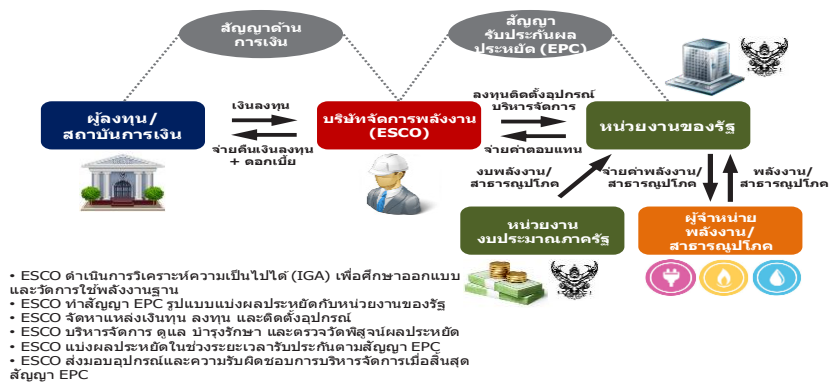 สัญญาด้าน
การเงิน
สัญญา
รับประกันผล
ประหยัด (EPC)
ผู้ลงทุน/
สถาบันการเงิน
เงินลงทุน
จ่ายคืนเงินลงทุน
+ ดอกเบี้ย
บริษัทจัดการพลังงาน
(ESCO)
ลงทุนติดตั้งอุปกรณ์
บริหารจัดการ
จ่ายค่าตอบแทน
หน่วยงานของรัฐ
งบพลังงาน/
สาธารณูปโภค
จ่ายค่าพลังงาน/
สาธารณูปโภค
พลังงาน/
สาธารณูปโภค
หน่วยงาน
งบประมาณภาครัฐ
ผู้จำหน่าย
พลังงาน/
สาธารณูปโภค
• ESCO ดำเนินการวิเคราะห์ความเป็นไปได้ (IGA) เพื่อศึกษาออกแบบ
และวัดการใช้พลังงานฐาน
• ESCO ทำสัญญา EPC รูปแบบแบ่งผลประหยัดกับหน่วยงานของรัฐ
• ESCO จัดหาแหล่งเงินทุน ลงทุน และติดตั้งอุปกรณ์
• ESCO บริหารจัดการ ดูแล บำรุงรักษา และตรวจวัดพิสูจน์ผลประหยัด
• ESCO แบ่งผลประหยัดในช่วงระยะเวลารับประกันตามสัญญา EPC
• ESCO ส่งมอบอุปกรณ์และความรับผิดชอบการบริหารจัดการเมื่อสิ้นสุด
สัญญา EPC